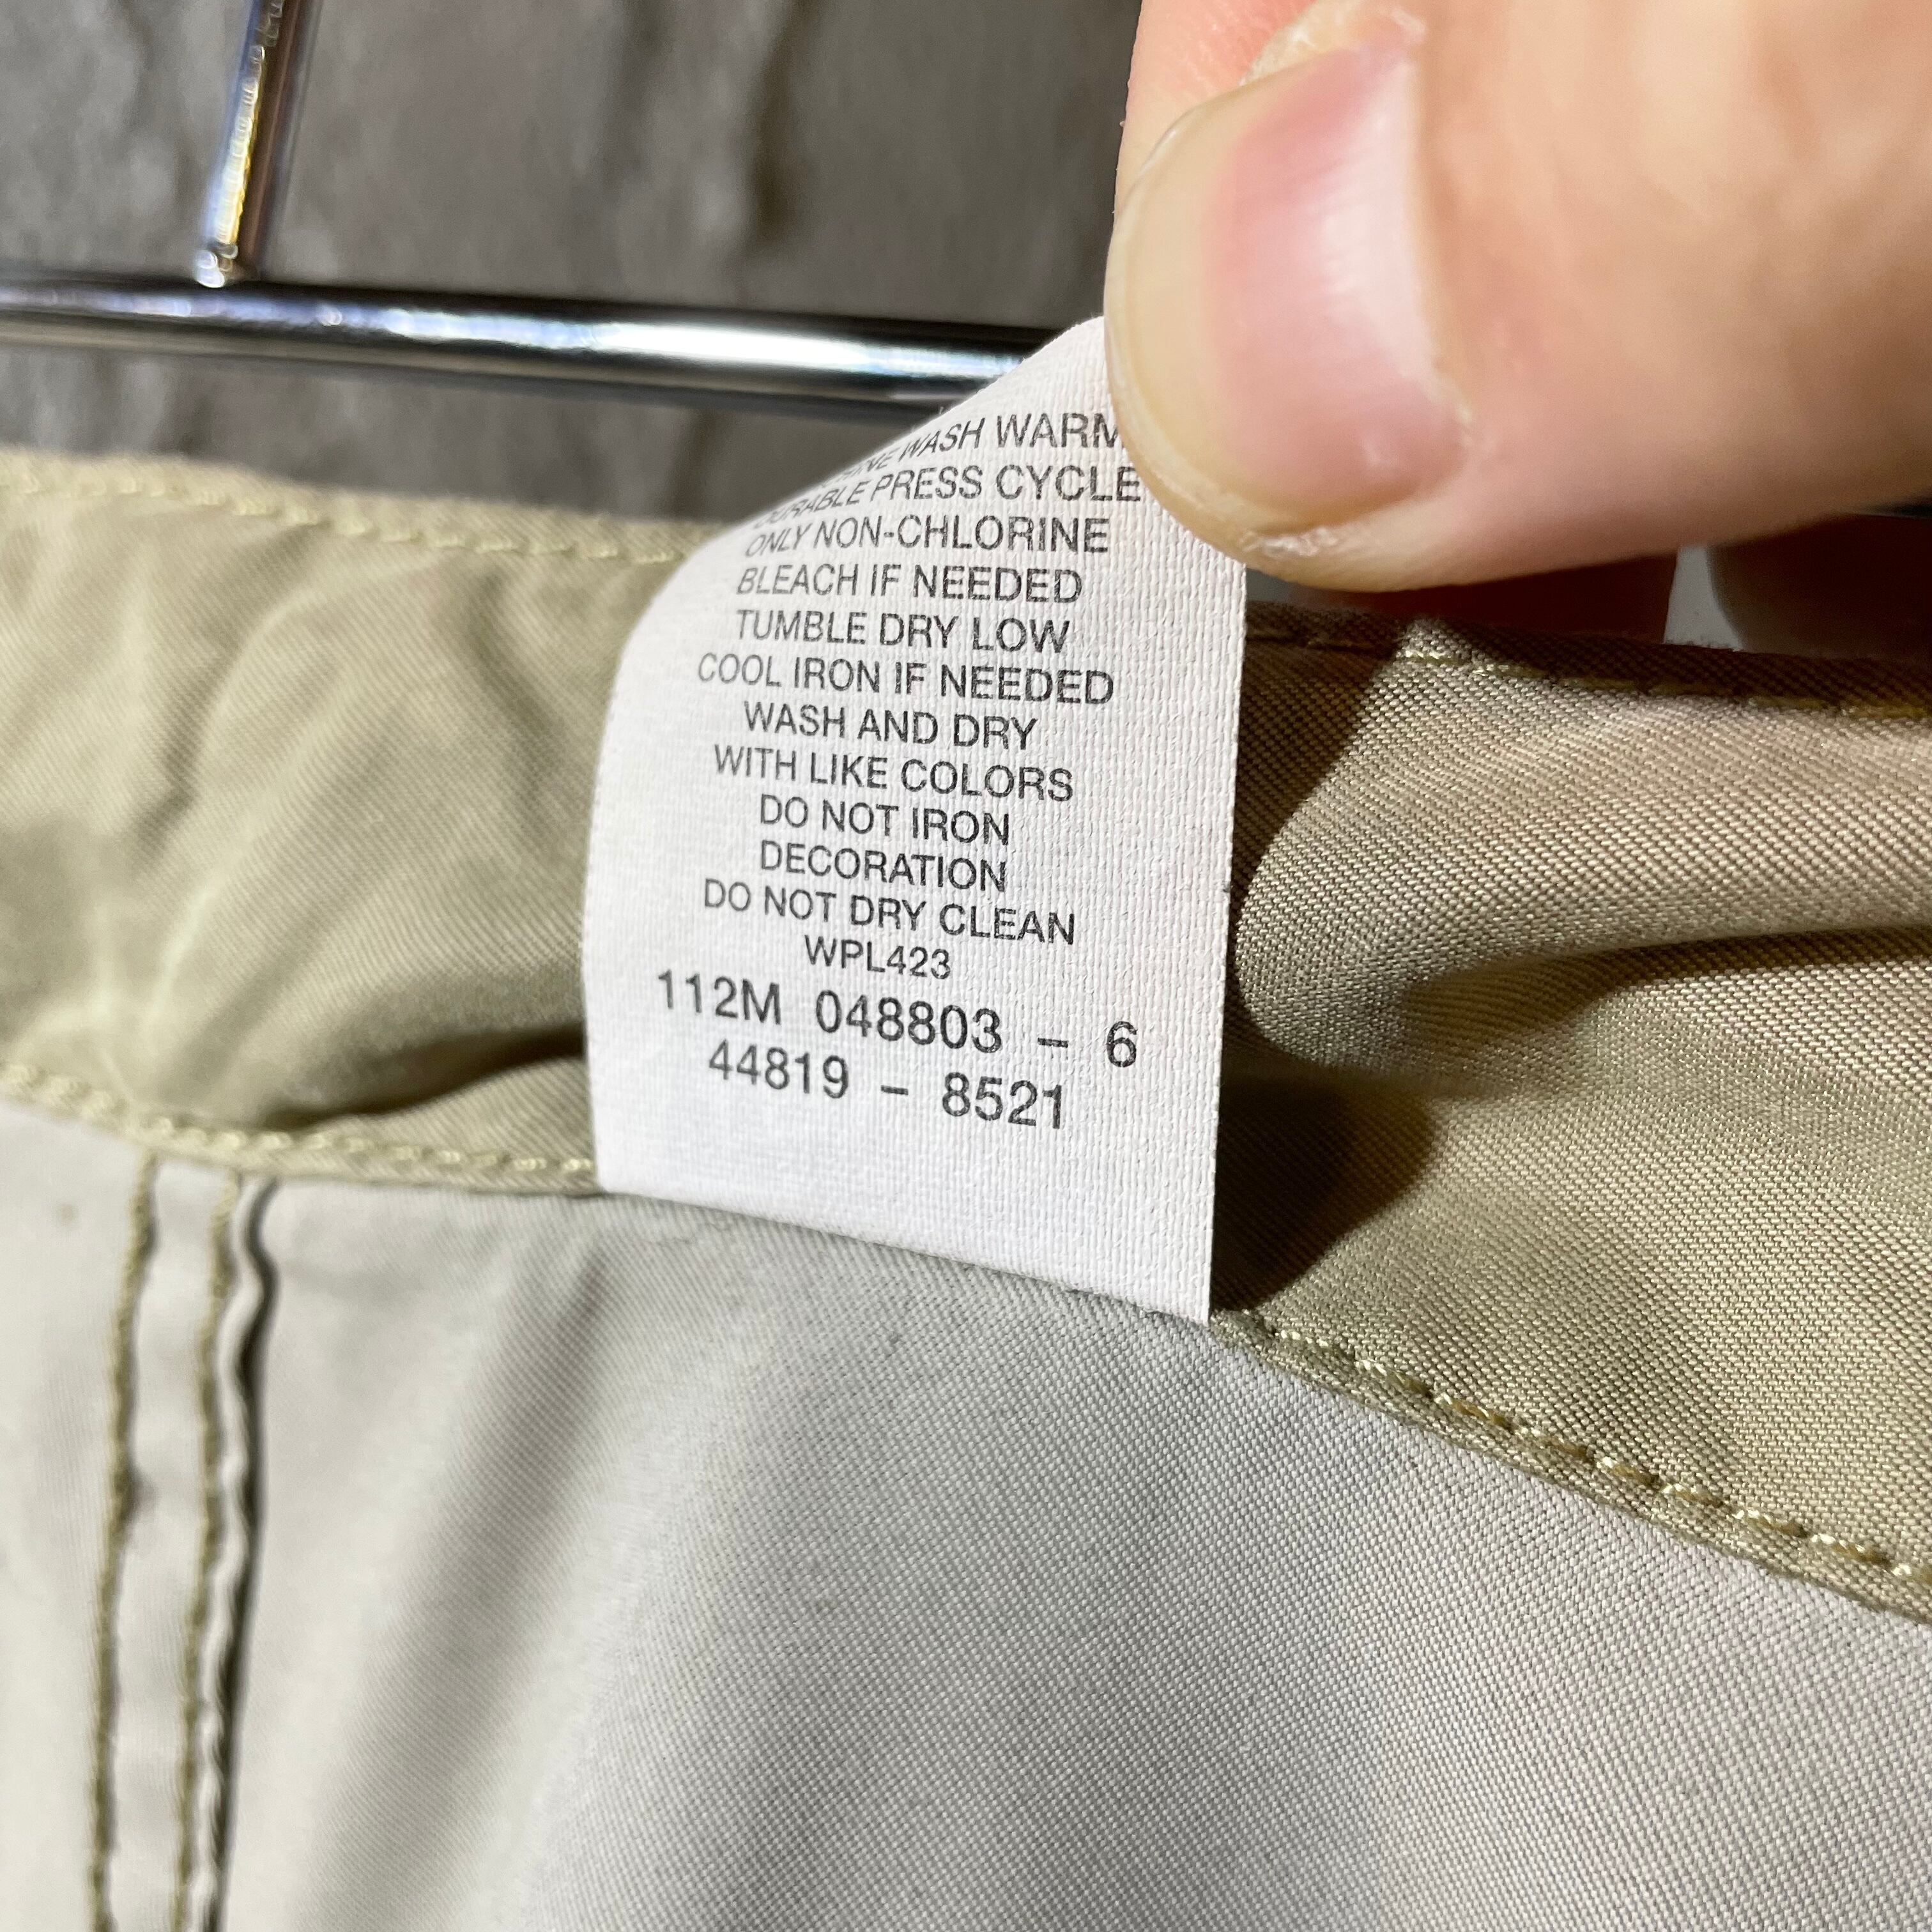 WASH WARM
DURABLE PRESS CYCLE
ONLY NON-CHLORINE
BLEACH IF NEEDED
TUMBLE DRY LOW
COOL IRON IF NEEDED
WASH AND DRY
WITH LIKE COLORS
DO NOT IRON
DECORATION
DO NOT DRY CLEAN
WPL423
112M 048803 - 6
44819 - 8521